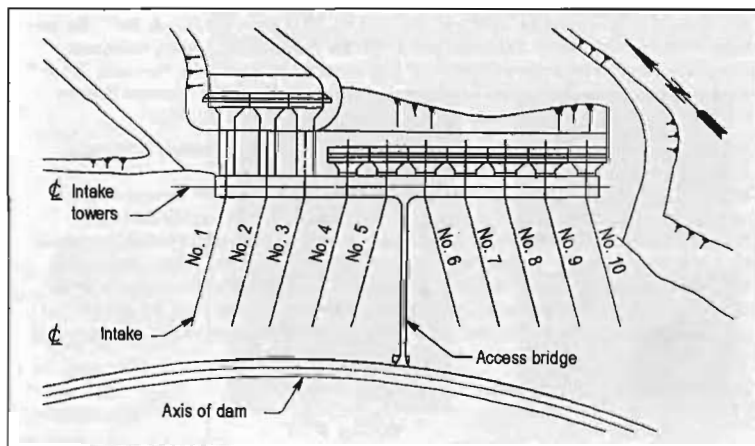 ℄ Intake
towers
No. 1
No. 2
No. 3
No. 4
No. 5
No. 6
No. 7
No. 8
No. 9
No. 10
℄ Intake
Access bridge
Axis of dam
N